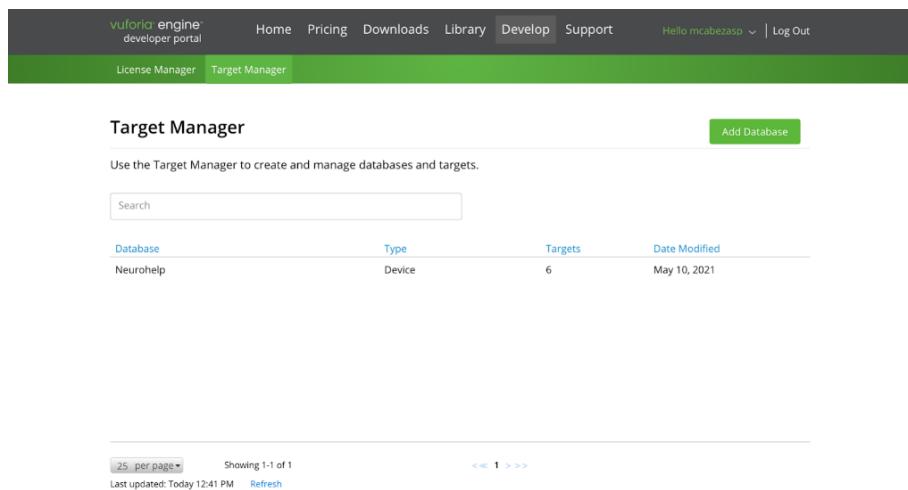 vuforia engine
developer portal
Home Pricing Downloads Library Develop Support
Hello mcabezasp Log Out
License Manager Target Manager
Target Manager
Add Database
Use the Target Manager to create and manage databases and targets.
Search
Database Type Targets Date Modified
Neurohelp Device 6 May 10, 2021
25 per page Showing 1-1 of 1 << < 1 > >>
Last updated: Today 12:41 PM Refresh